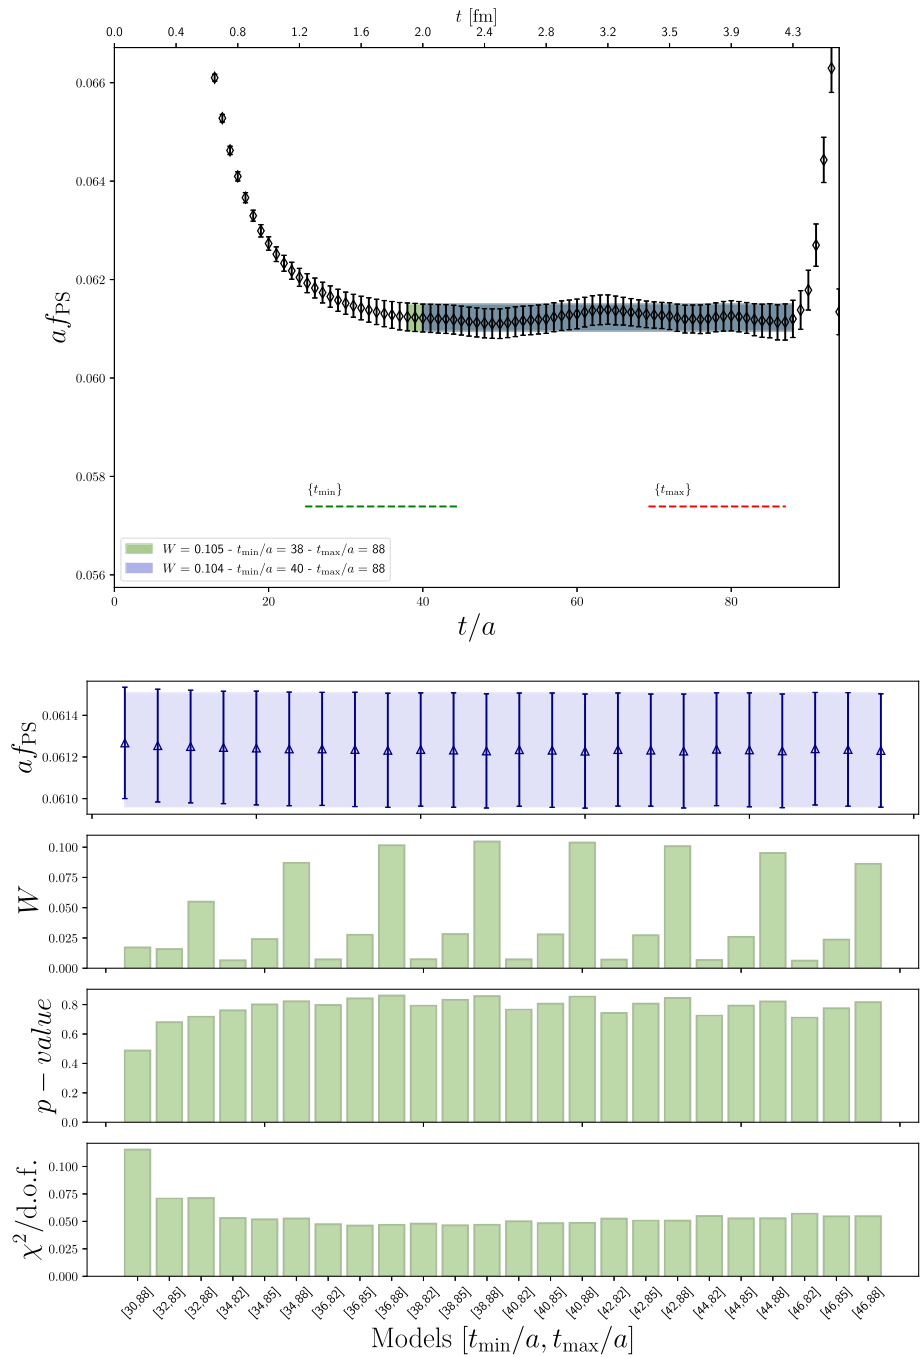 t [fm]
0.0 0.4 0.8 1.2 1.6 2.0 2.4 2.8 3.2 3.5 3.9 4.3
0.066
0.064
0.062
0.060
0.058
0.056
af_PS
{t_min}
{t_max}
W = 0.105 - t_min/a = 38 - t_max/a = 88
W = 0.104 - t_min/a = 40 - t_max/a = 88
0 20 40 60 80
t/a
af_PS
0.0614
0.0612
0.0610
W
0.100
0.075
0.050
0.025
0.000
p − value
0.8
0.6
0.4
0.2
0.0
χ²/d.o.f.
0.100
0.075
0.050
0.025
0.000
[30,88] [32,85] [32,88] [34,82] [34,85] [34,88] [36,82] [36,85] [36,88] [38,82] [38,85] [38,88] [40,82] [40,85] [40,88] [42,82] [42,85] [42,88] [44,82] [44,85] [44,88] [46,82] [46,85] [46,88]
Models [t_min/a, t_max/a]